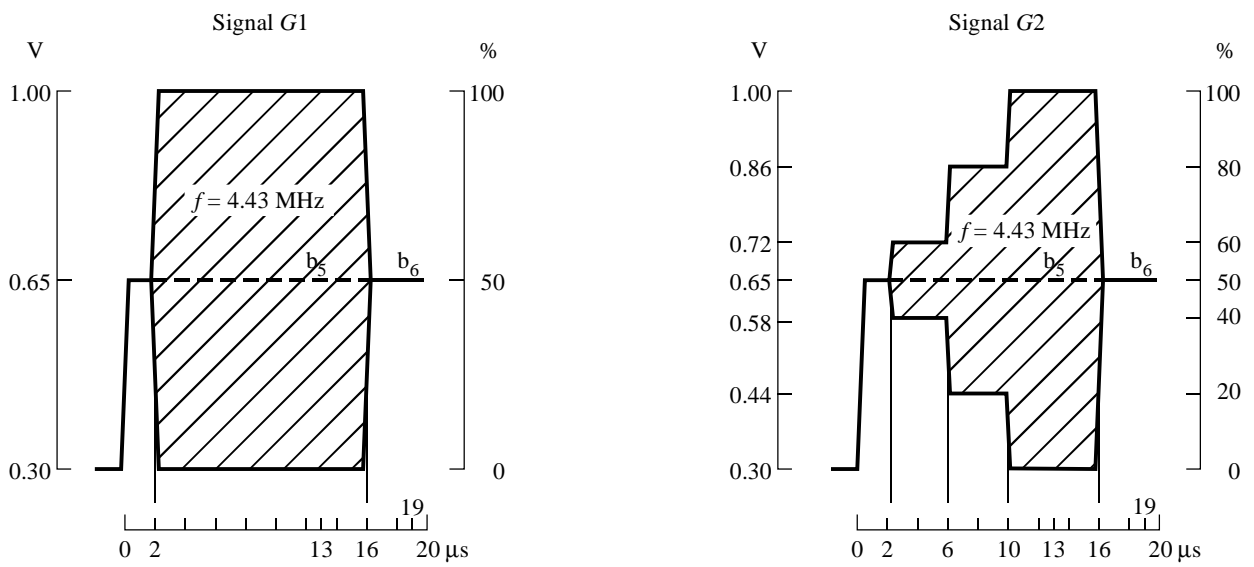 Signal G1
V %
1.00 100
f = 4.43 MHz
b5 b6
0.65 50
0.30 0
19
0 2 13 16 20 μs
Signal G2
V %
1.00 100
0.86 80
0.72 60
f = 4.43 MHz
b5 b6
0.65 50
0.58 40
0.44 20
0.30 0
19
0 2 6 10 13 16 20 μs